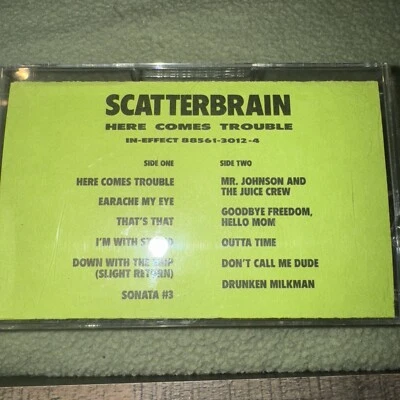 SCATTERBRAIN
HERE COMES TROUBLE
IN-EFFECT 88561-3012-4
SIDE ONE
HERE COMES TROUBLE
EARACHE MY EYE
THAT'S THAT
I'M WITH
DOWN WITH THE
(SLIGHT RETURN)
SONATA #3
SIDE TWO
MR. JOHNSON AND
THE JUICE CREW
GOODBYE FREEDOM,
HELLO MOM
OUTTA TIME
DON'T CALL ME DUDE
DRUNKEN MILKMAN